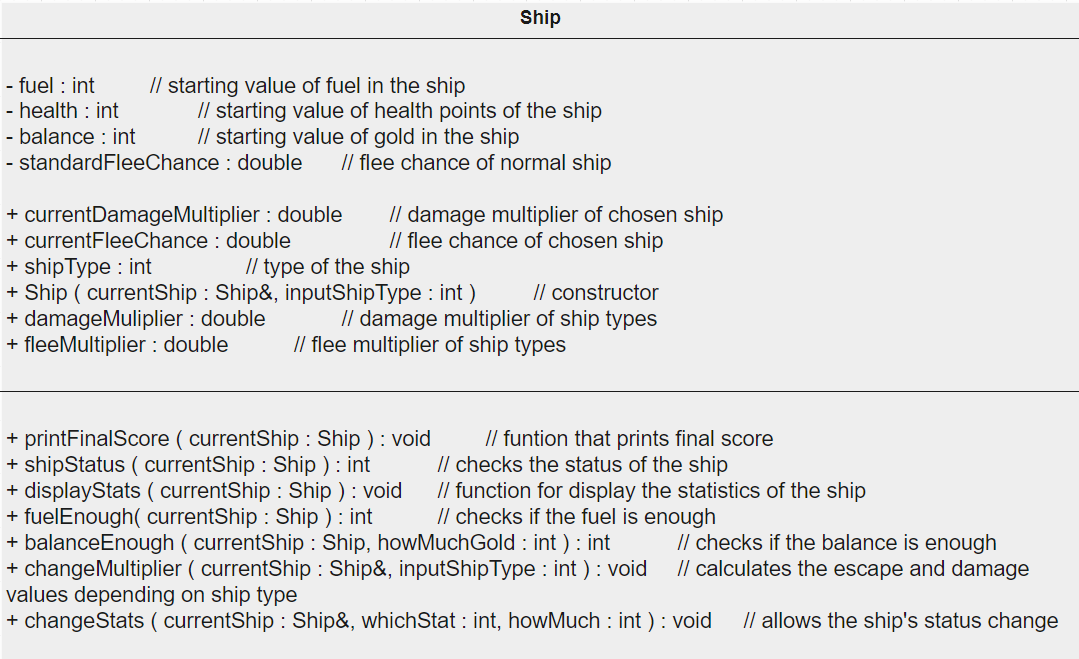 Ship
- fuel : int // starting value of fuel in the ship
- health : int // starting value of health points of the ship
- balance : int // starting value of gold in the ship
- standardFleeChance : double // flee chance of normal ship
+ currentDamageMultiplier : double // damage multiplier of chosen ship
+ currentFleeChance : double // flee chance of chosen ship
+ shipType : int // type of the ship
+ Ship ( currentShip : Ship&, inputShipType : int ) // constructor
+ damageMuliplier : double // damage multiplier of ship types
+ fleeMultiplier : double // flee multiplier of ship types
+ printFinalScore ( currentShip : Ship ) : void // funtion that prints final score
+ shipStatus ( currentShip : Ship ) : int // checks the status of the ship
+ displayStats ( currentShip : Ship ) : void // function for display the statistics of the ship
+ fuelEnough( currentShip : Ship ) : int // checks if the fuel is enough
+ balanceEnough ( currentShip : Ship, howMuchGold : int ) : int // checks if the balance is enough
+ changeMultiplier ( currentShip : Ship&, inputShipType : int ) : void // calculates the escape and damage
values depending on ship type
+ changeStats ( currentShip : Ship&, whichStat : int, howMuch : int ) : void // allows the ship's status change